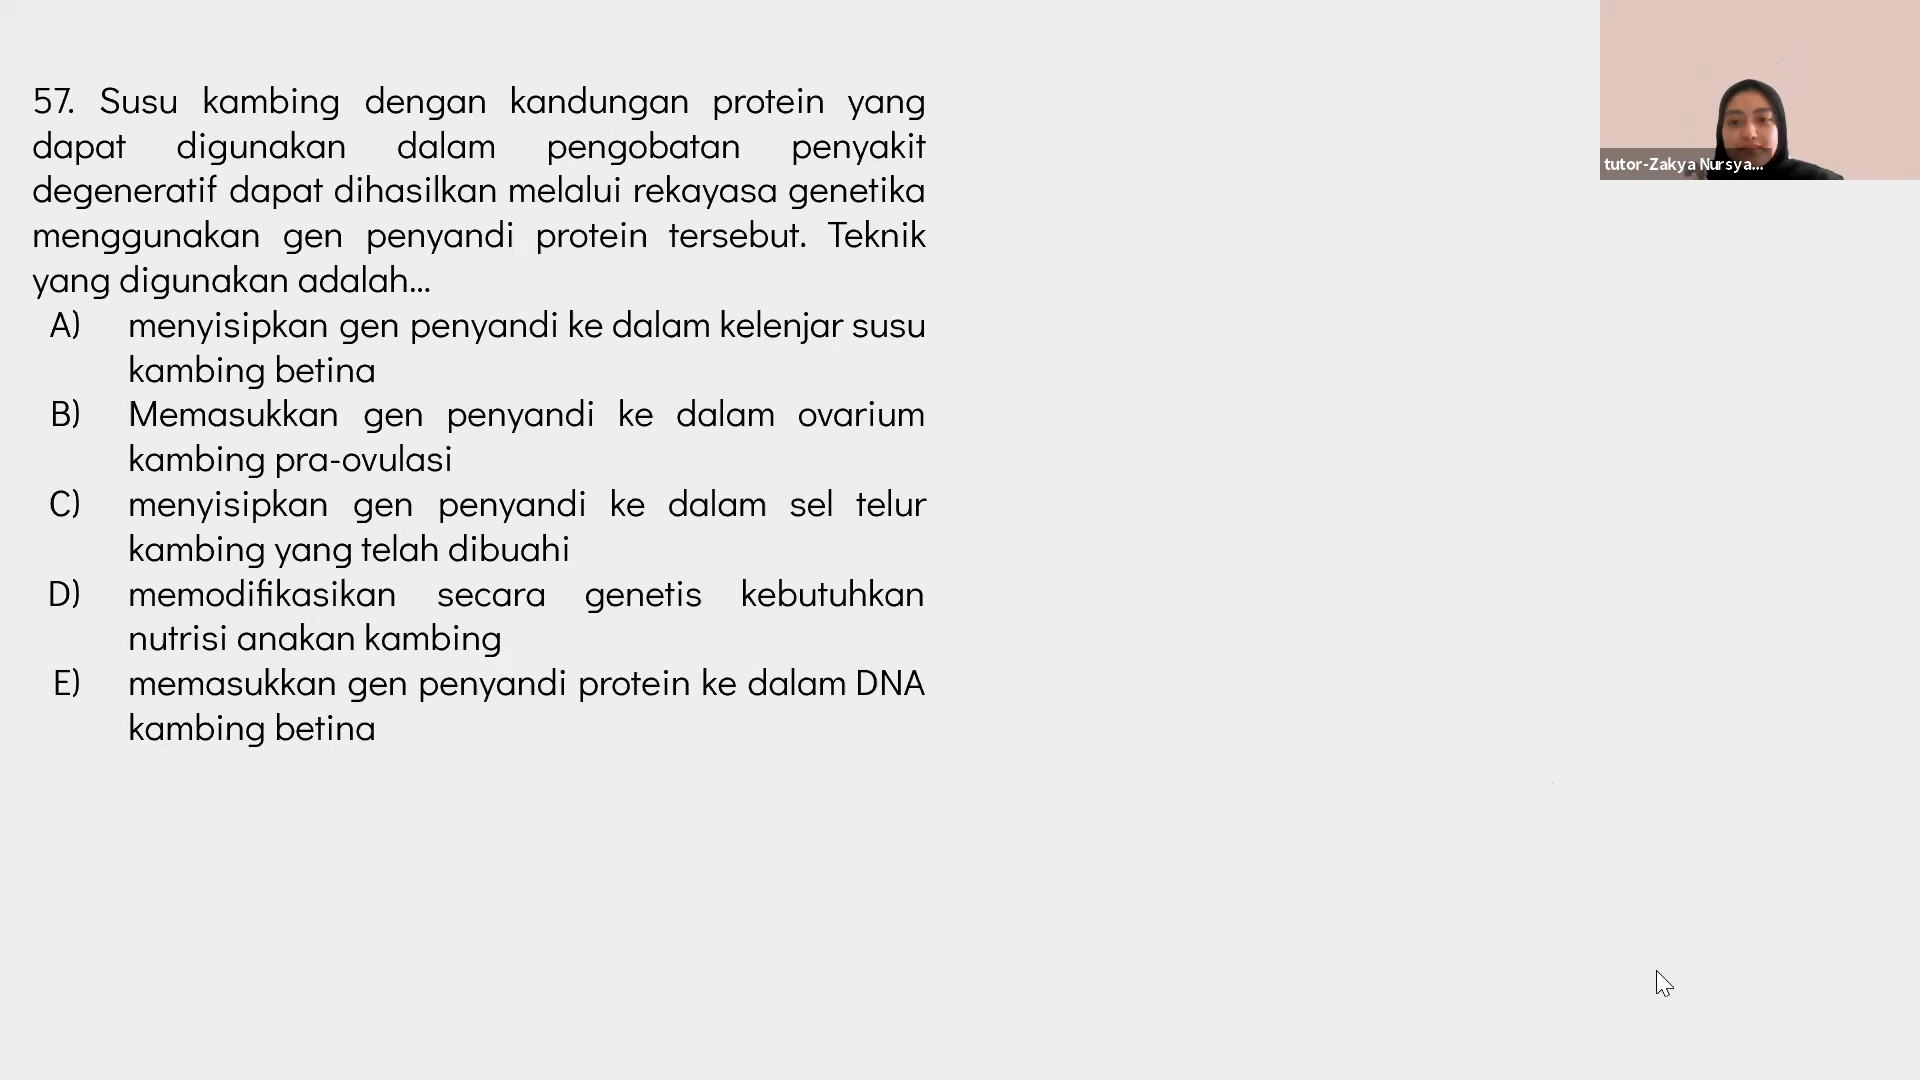 57. Susu kambing dengan kandungan protein yang
dapat digunakan dalam pengobatan penyakit
degeneratif dapat dihasilkan melalui rekayasa genetika
menggunakan gen penyandi protein tersebut. Teknik
yang digunakan adalah...
A) menyisipkan gen penyandi ke dalam kelenjar susu
kambing betina
B) Memasukkan gen penyandi ke dalam ovarium
kambing pra-ovulasi
C) menyisipkan gen penyandi ke dalam sel telur
kambing yang telah dibuahi
D) memodifikasikan secara genetis kebutuhkan
nutrisi anakan kambing
E) memasukkan gen penyandi protein ke dalam DNA
kambing betina
tutor-Zakya Nursya...